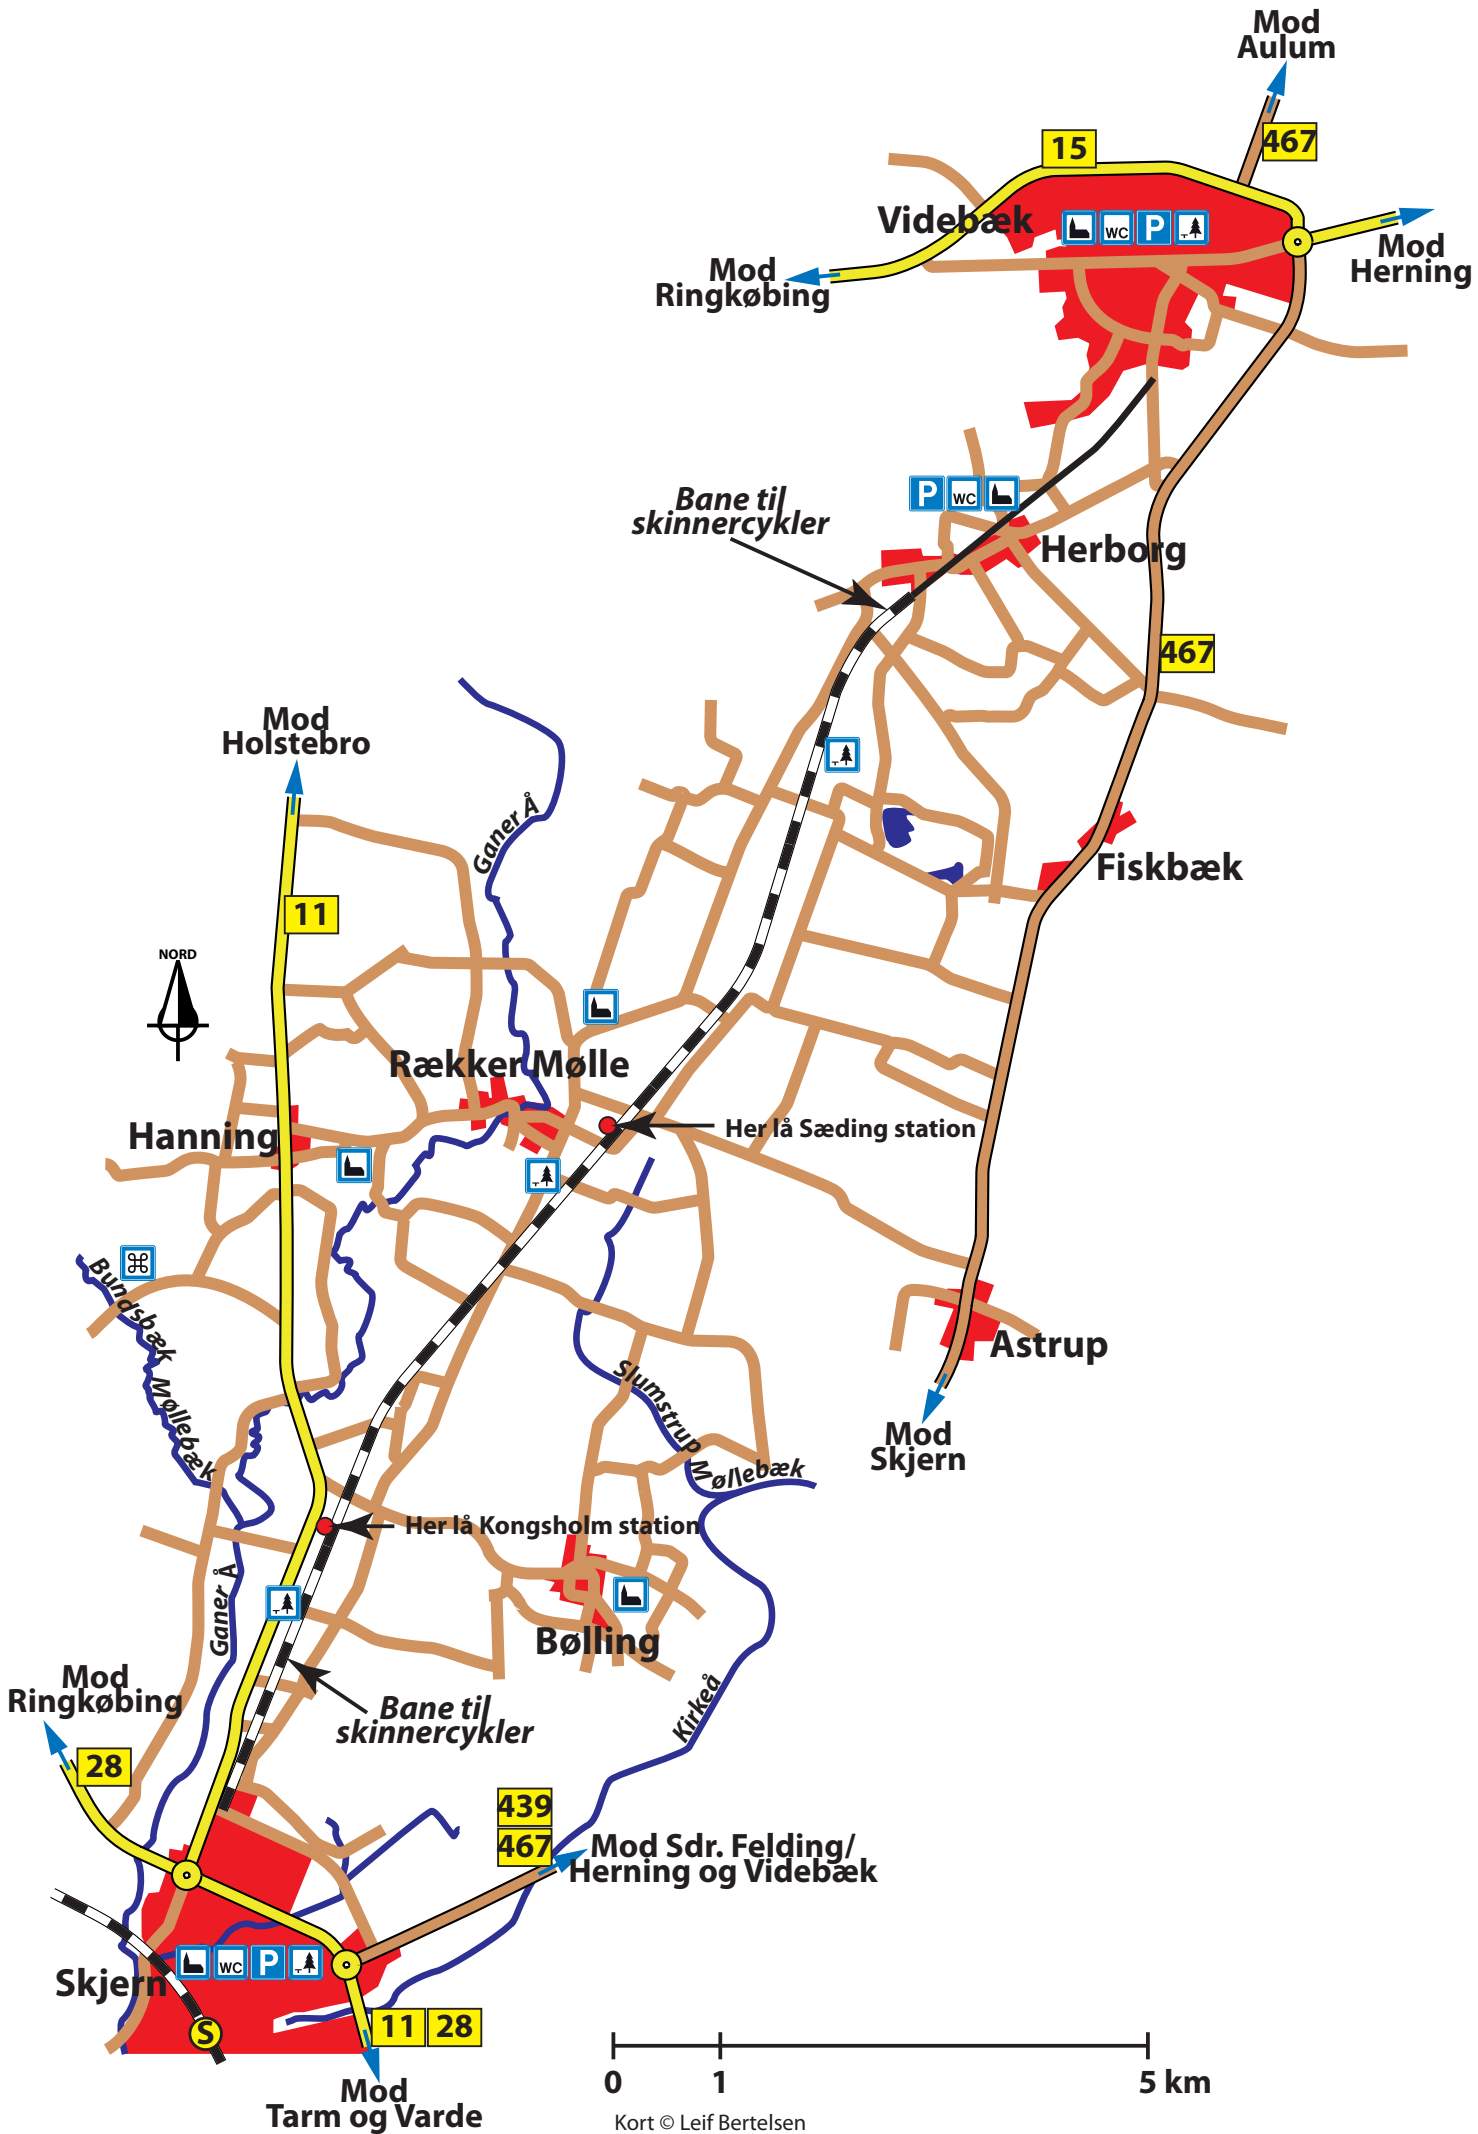 Mod
Aulum
467
15
Videbæk
WC
P
Mod
Herning
Mod
Ringkøbing
Bane til
skinnercykler
P
WC
Herborg
467
Mod
Holstebro
Ganer Å
Fiskbæk
11
NORD
Rækker Mølle
Hanning
Her lå Sæding station
Bundsbæk Møllebæk
Astrup
Slumstrup Møllebæk
Mod
Skjern
Her lå Kongsholm station
Ganer Å
Bølling
Mod
Ringkøbing
28
Bane til
skinnercykler
Kirkeå
439
467
Mod Sdr. Felding/
Herning og Videbæk
WC
P
Skjern
S
11
28
Mod
Tarm og Varde
0 1 5 km
Kort © Leif Bertelsen